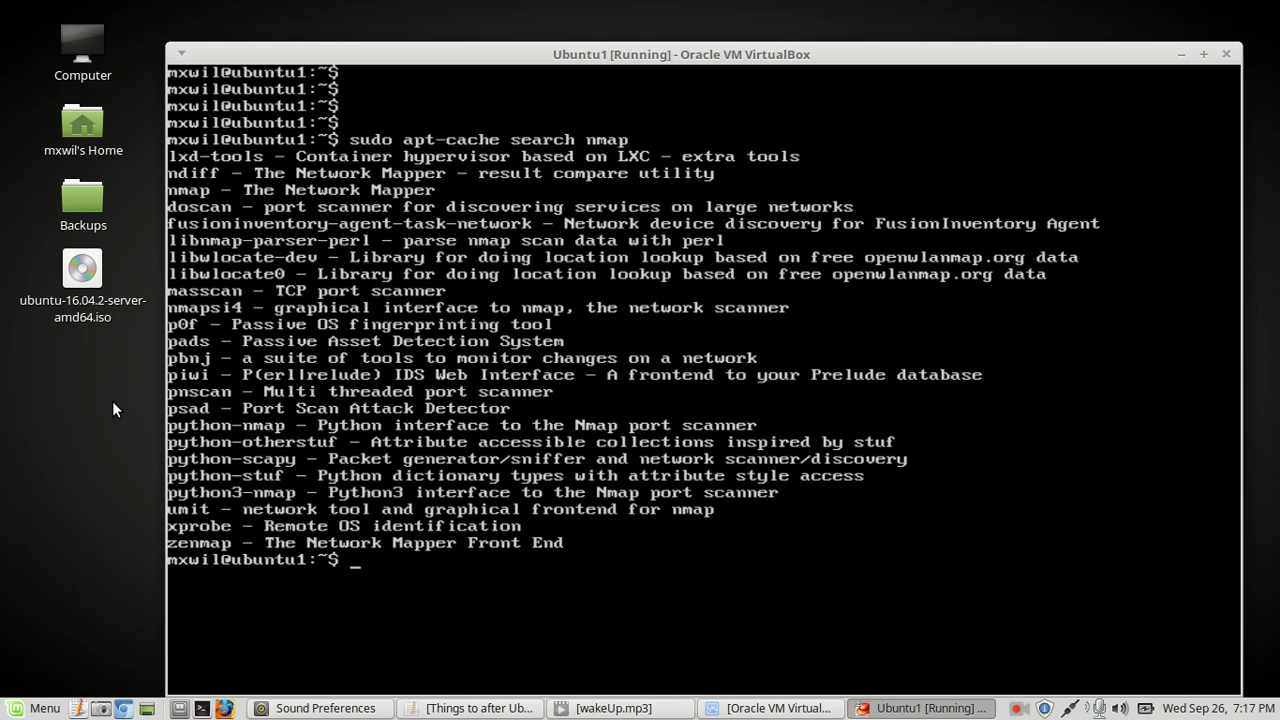 Computer
mxwil's Home
Backups
ubuntu-16.04.2-server-
amd64.iso
Ubuntu1 [Running] - Oracle VM VirtualBox
mxwil@ubuntu1:~$
mxwil@ubuntu1:~$
mxwil@ubuntu1:~$
mxwil@ubuntu1:~$
mxwil@ubuntu1:~$ sudo apt-cache search nmap
lxd-tools - Container hypervisor based on LXC - extra tools
ndiff - The Network Mapper - result compare utility
nmap - The Network Mapper
doscan - port scanner for discovering services on large networks
fusioninventory-agent-task-network - Network device discovery for FusionInventory Agent
libnmap-parser-perl - parse nmap scan data with perl
libwlocate-dev - Library for doing location lookup based on free openwlanmap.org data
libwlocate0 - Library for doing location lookup based on free openwlanmap.org data
masscan - TCP port scanner
nmapsi4 - graphical interface to nmap, the network scanner
p0f - Passive OS fingerprinting tool
pads - Passive Asset Detection System
pbnj - a suite of tools to monitor changes on a network
piwi - P(erl|relude) IDS Web Interface - A frontend to your Prelude database
pnscan - Multi threaded port scanner
psad - Port Scan Attack Detector
python-nmap - Python interface to the Nmap port scanner
python-otherstuf - Attribute accessible collections inspired by stuf
python-scapy - Packet generator/sniffer and network scanner/discovery
python-stuf - Python dictionary types with attribute style access
python3-nmap - Python3 interface to the Nmap port scanner
umit - network tool and graphical frontend for nmap
xprobe - Remote OS identification
zenmap - The Network Mapper Front End
mxwil@ubuntu1:~$ _
Menu
Sound Preferences
[Things to after Ub...
[wakeUp.mp3]
[Oracle VM Virtual...
Ubuntu1 [Running] ...
Wed Sep 26, 7:17 PM